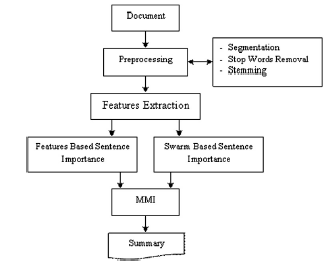 Document
Preprocessing
- Segmentation
- Stop Words Removal
- Stemming
Features Extraction
Features Based Sentence
Importance
Swarm Based Sentence
Importance
MMI
Summary